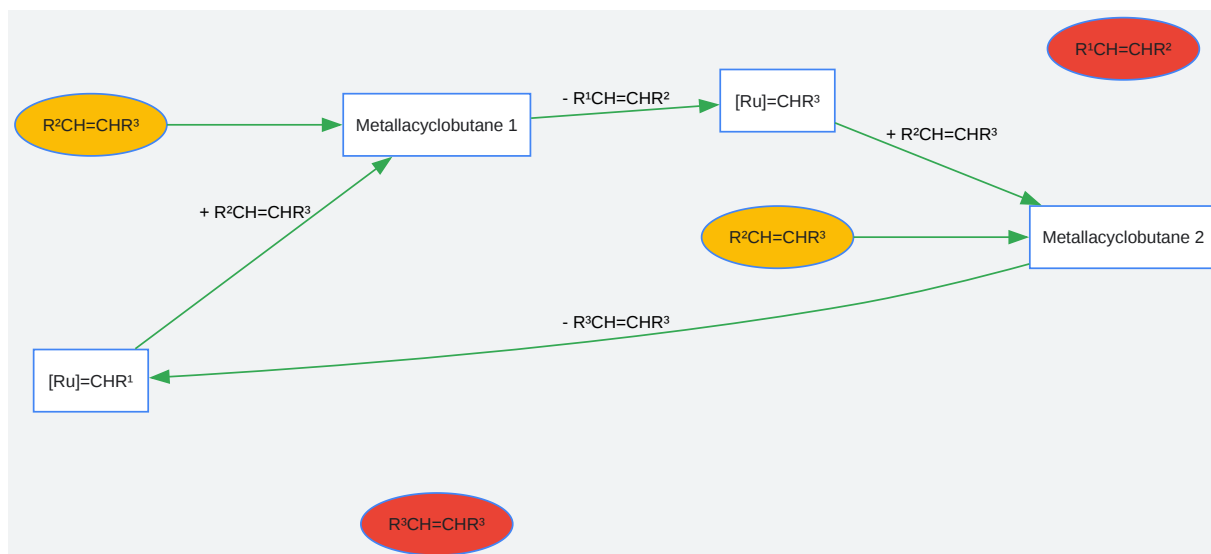 R¹CH=CHR²
R²CH=CHR³
Metallacyclobutane 1
- R¹CH=CHR²
[Ru]=CHR³
+ R²CH=CHR³
+ R²CH=CHR³
R²CH=CHR³
Metallacyclobutane 2
- R³CH=CHR³
[Ru]=CHR¹
R³CH=CHR³